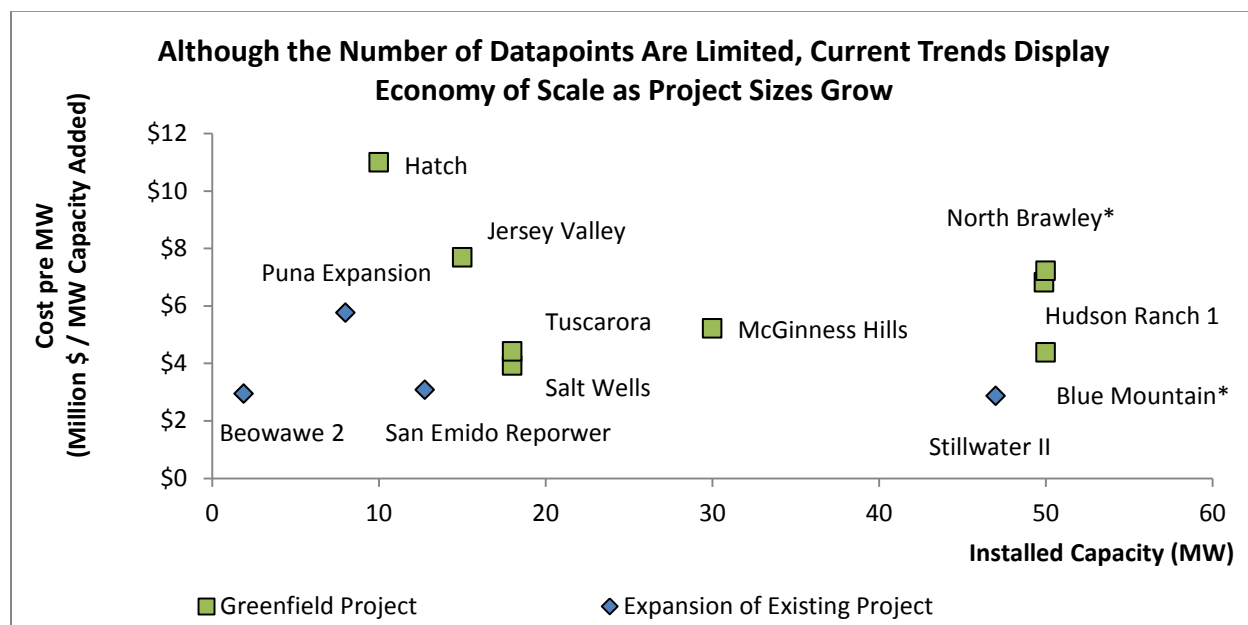 Although the Number of Datapoints Are Limited, Current Trends Display
Economy of Scale as Project Sizes Grow
Cost pre MW
(Million $ / MW Capacity Added)
$12
$10
$8
$6
$4
$2
$0
Hatch
North Brawley*
Jersey Valley
Puna Expansion
Hudson Ranch 1
Tuscarora
McGinness Hills
Salt Wells
Blue Mountain*
Beowawe 2
San Emido Reporwer
Stillwater II
0
10
20
30
40
50
60
Installed Capacity (MW)
Greenfield Project
Expansion of Existing Project